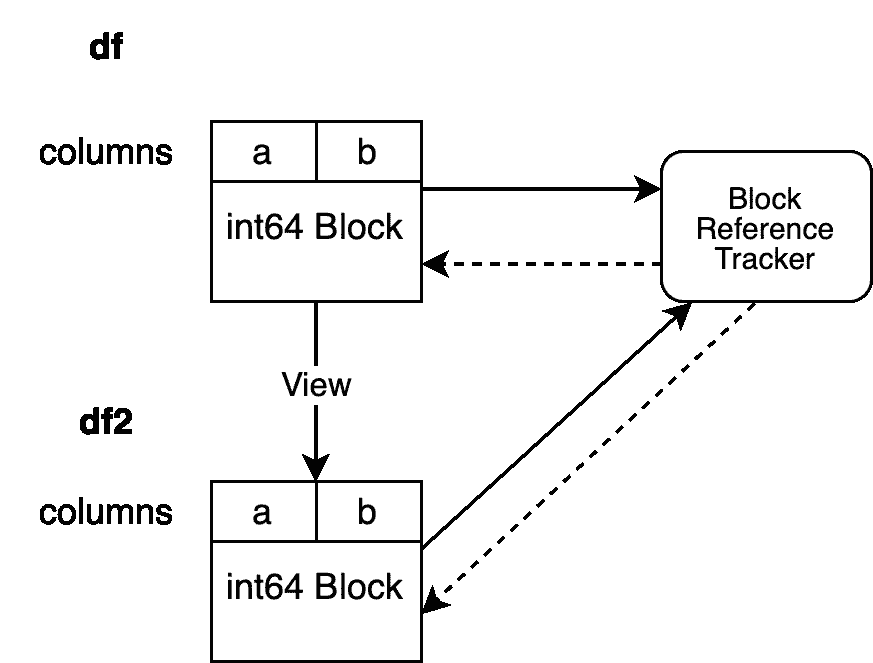 df
columns
a
b
int64 Block
Block
Reference
Tracker
View
df2
columns
a
b
int64 Block